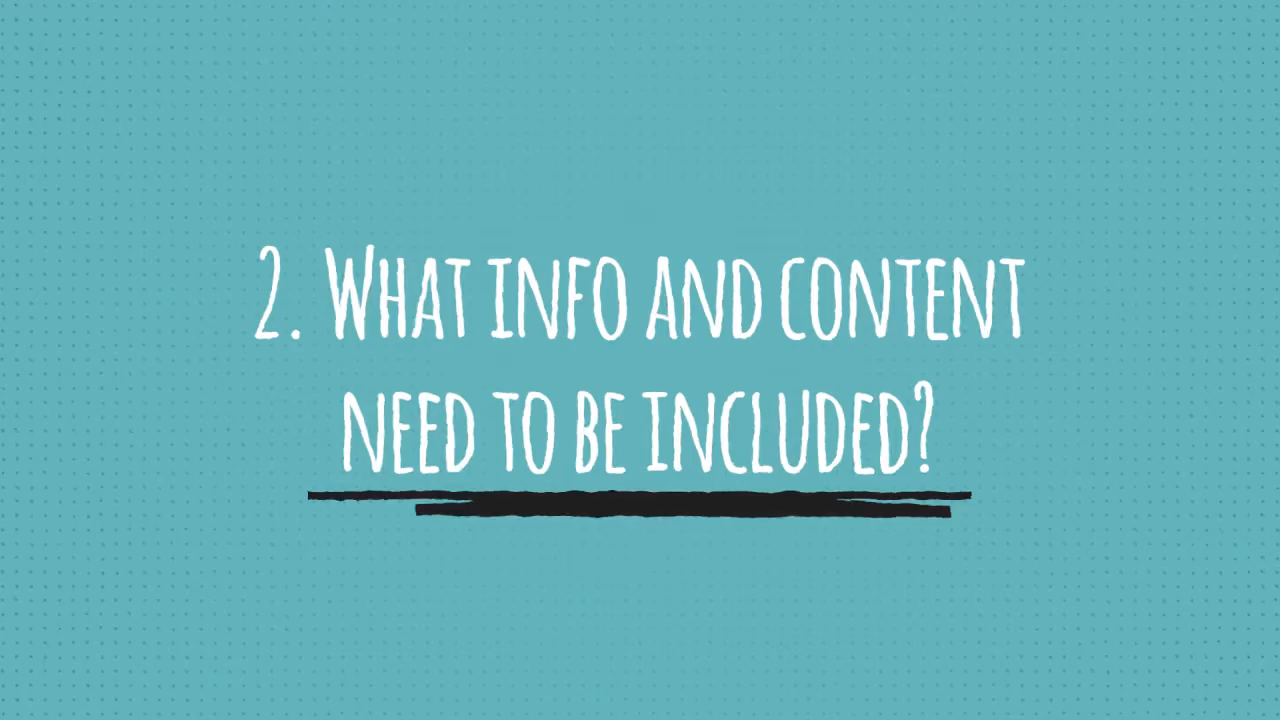 2. What info and content
need to be included?